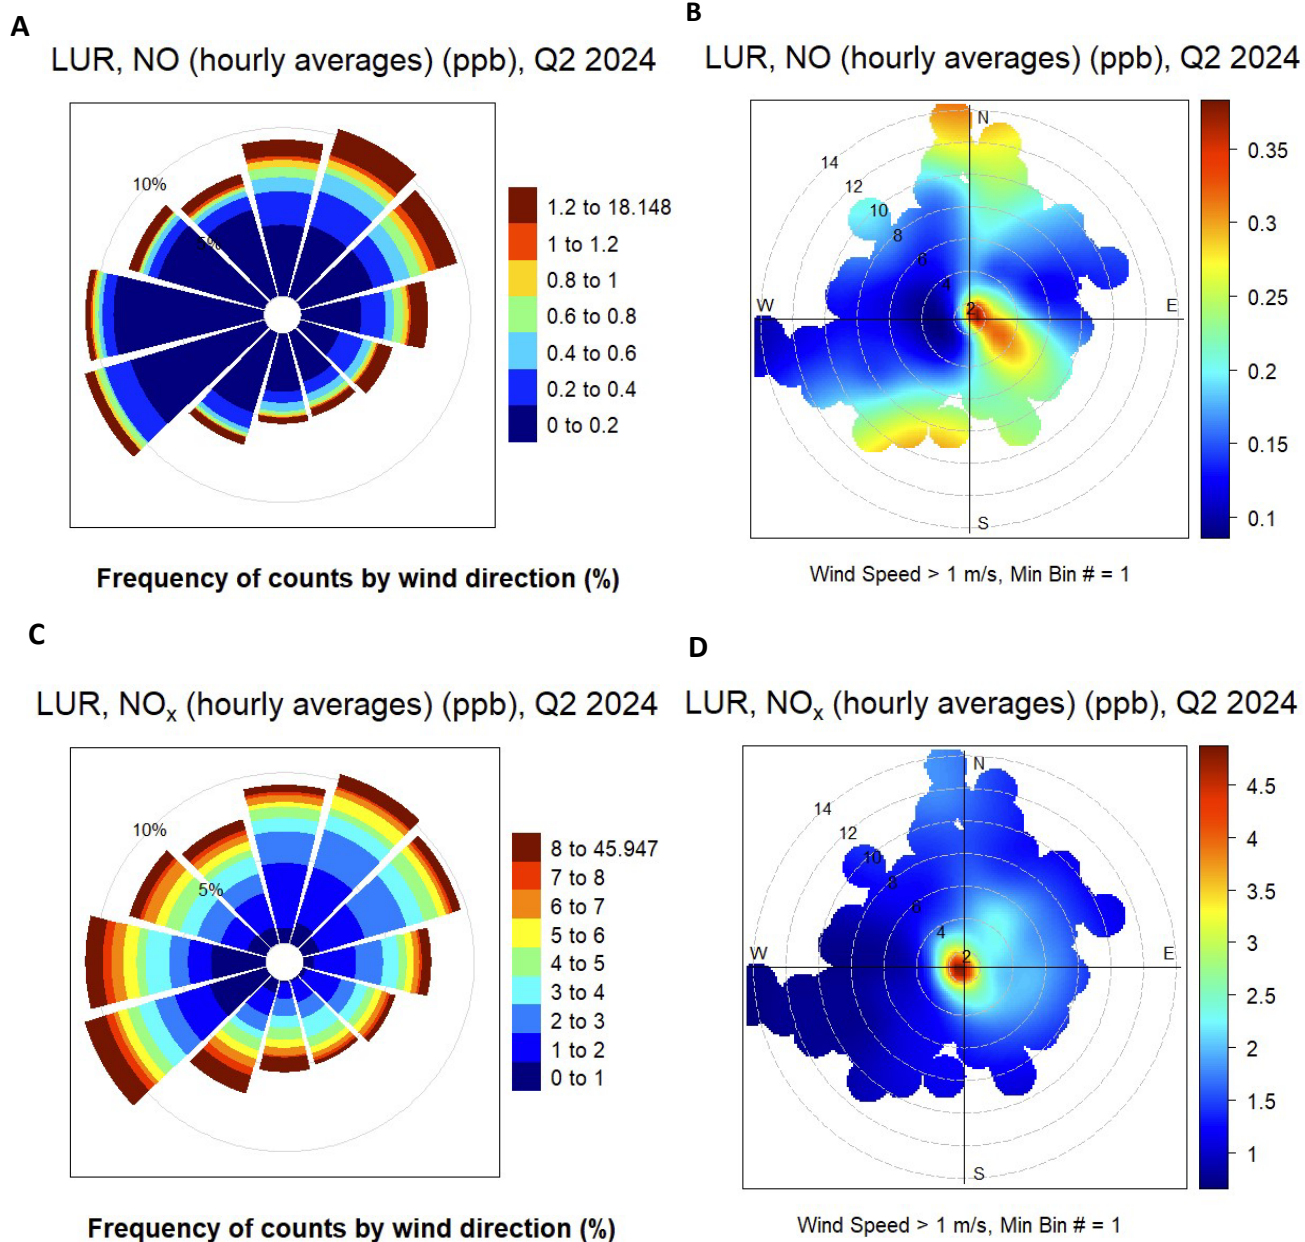 A
LUR, NO (hourly averages) (ppb), Q2 2024
10%
5%
1.2 to 18.148
1 to 1.2
0.8 to 1
0.6 to 0.8
0.4 to 0.6
0.2 to 0.4
0 to 0.2
Frequency of counts by wind direction (%)
B
LUR, NO (hourly averages) (ppb), Q2 2024
N
14
12
10
8
6
4
2
W
E
S
0.35
0.3
0.25
0.2
0.15
0.1
Wind Speed > 1 m/s, Min Bin # = 1
C
LUR, NOx (hourly averages) (ppb), Q2 2024
10%
5%
8 to 45.947
7 to 8
6 to 7
5 to 6
4 to 5
3 to 4
2 to 3
1 to 2
0 to 1
Frequency of counts by wind direction (%)
D
LUR, NOx (hourly averages) (ppb), Q2 2024
N
14
12
10
8
6
4
2
W
E
S
4.5
4
3.5
3
2.5
2
1.5
1
Wind Speed > 1 m/s, Min Bin # = 1